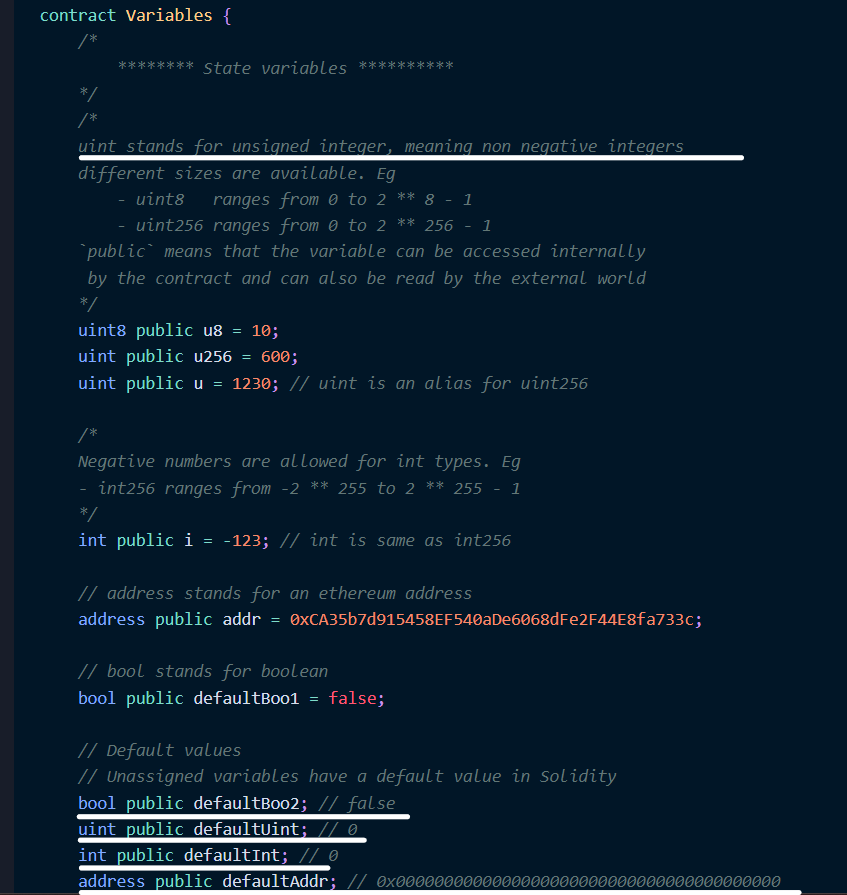 contract Variables {
/*
******** State variables **********
*/
/*
uint stands for unsigned integer, meaning non negative integers
different sizes are available. Eg
- uint8   ranges from 0 to 2 ** 8 - 1
- uint256 ranges from 0 to 2 ** 256 - 1
`public` means that the variable can be accessed internally
by the contract and can also be read by the external world
*/
uint8 public u8 = 10;
uint public u256 = 600;
uint public u = 1230; // uint is an alias for uint256
/*
Negative numbers are allowed for int types. Eg
- int256 ranges from -2 ** 255 to 2 ** 255 - 1
*/
int public i = -123; // int is same as int256
// address stands for an ethereum address
address public addr = 0xCA35b7d915458EF540aDe6068dFe2F44E8fa733c;
// bool stands for boolean
bool public defaultBoo1 = false;
// Default values
// Unassigned variables have a default value in Solidity
bool public defaultBoo2; // false
uint public defaultUint; // 0
int public defaultInt; // 0
address public defaultAddr; // 0x0000000000000000000000000000000000000000